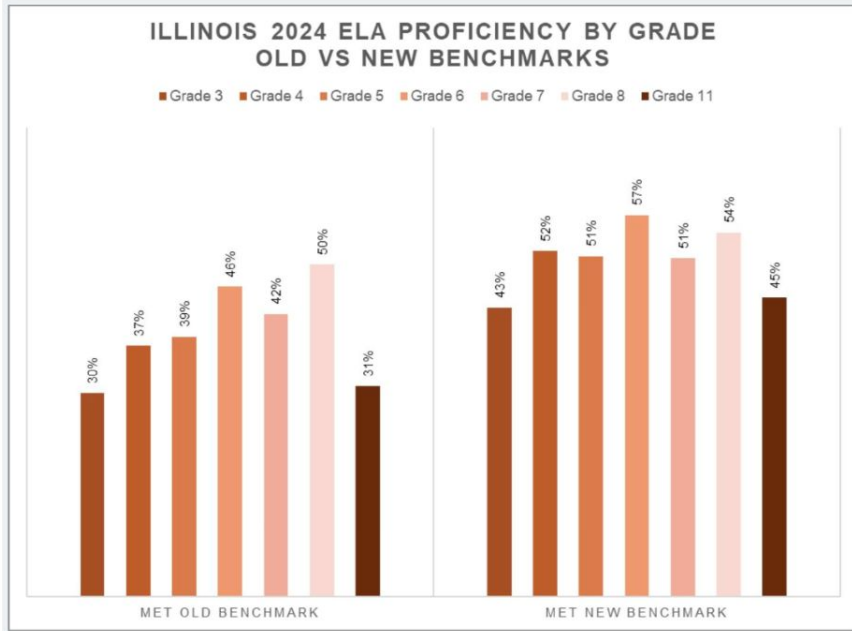 ILLINOIS 2024 ELA PROFICIENCY BY GRADE
OLD VS NEW BENCHMARKS
Grade 3 Grade 4 Grade 5 Grade 6 Grade 7 Grade 8 Grade 11
30%
37%
39%
46%
42%
50%
31%
43%
52%
51%
57%
51%
54%
45%
MET OLD BENCHMARK
MET NEW BENCHMARK